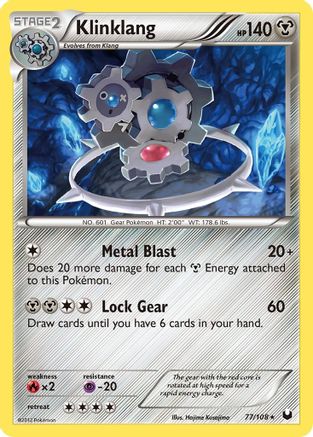 STAGE2
Klinklang
HP140
Evolves from Klang
NO. 601 Gear Pokémon HT: 2'00" WT: 178.6 lbs.
Metal Blast 20+
Does 20 more damage for each Energy attached
to this Pokémon.
Lock Gear 60
Draw cards until you have 6 cards in your hand.
weakness
×2
resistance
-20
retreat
The gear with the red core is
rotated at high speed for a
rapid energy charge.
©2012 Pokémon
Illus. Hajime Kusajima
77/108 ★